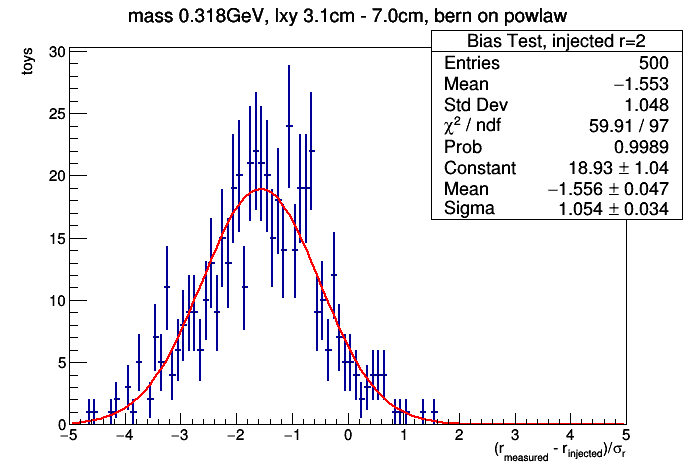 mass 0.318GeV, lxy 3.1cm - 7.0cm, bern on powlaw
Bias Test, injected r=2
Entries 500
Mean −1.553
Std Dev 1.048
χ² / ndf 59.91 / 97
Prob 0.9989
Constant 18.93 ± 1.04
Mean −1.556 ± 0.047
Sigma 1.054 ± 0.034
toys
30
25
20
15
10
5
0
−5 −4 −3 −2 −1 0 1 2 3 4 5
(r_measured - r_injected)/σ_r